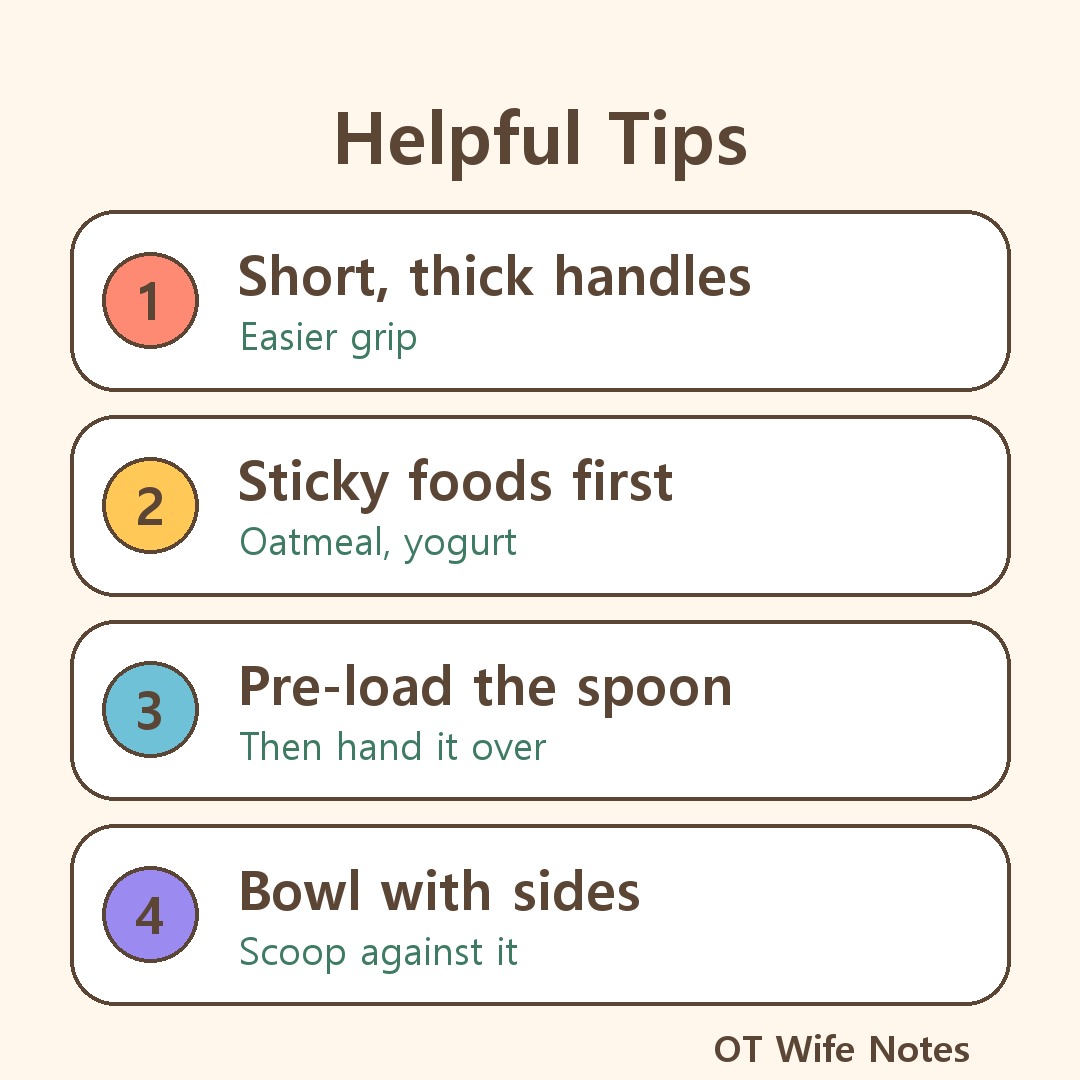 Helpful Tips
1
Short, thick handles
Easier grip
2
Sticky foods first
Oatmeal, yogurt
3
Pre-load the spoon
Then hand it over
4
Bowl with sides
Scoop against it
OT Wife Notes